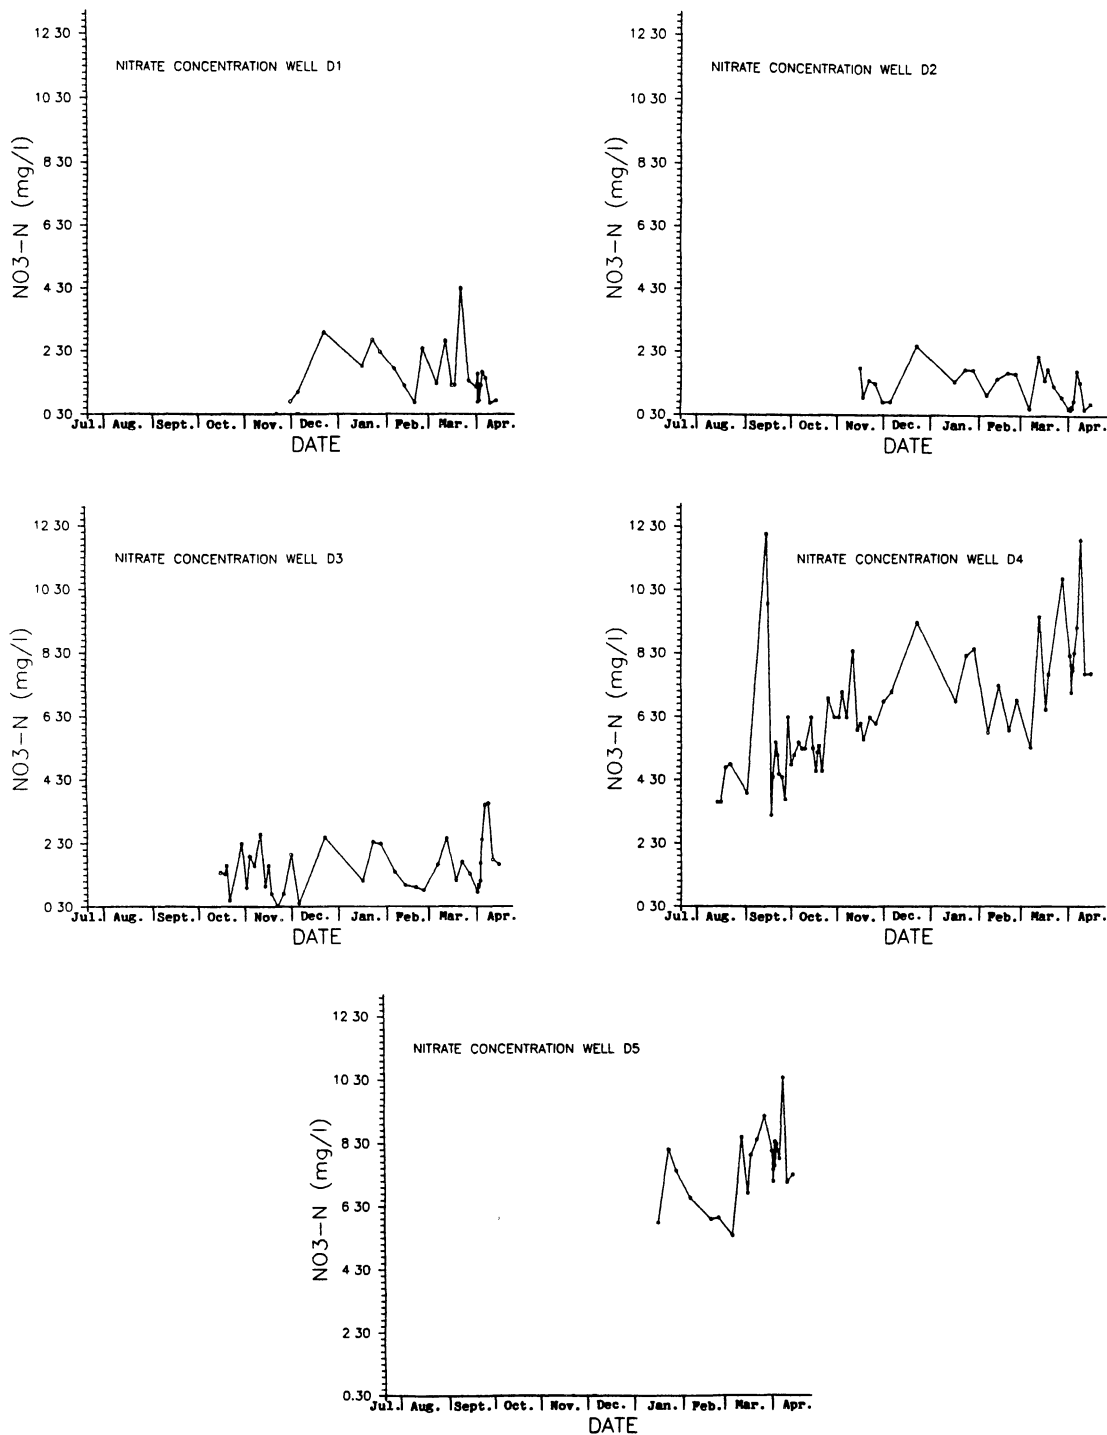 12 30
NITRATE CONCENTRATION WELL D1
10 30
8 30
6 30
4 30
2 30
0 30
NO3-N (mg/l)
Jul. Aug. Sept. Oct. Nov. Dec. Jan. Feb. Mar. Apr.
DATE
12 30
NITRATE CONCENTRATION WELL D2
10 30
8 30
6 30
4 30
2 30
0 30
NO3-N (mg/l)
Jul. Aug. Sept. Oct. Nov. Dec. Jan. Feb. Mar. Apr.
DATE
12 30
NITRATE CONCENTRATION WELL D3
10 30
8 30
6 30
4 30
2 30
0 30
NO3-N (mg/l)
Jul. Aug. Sept. Oct. Nov. Dec. Jan. Feb. Mar. Apr.
DATE
12 30
NITRATE CONCENTRATION WELL D4
10 30
8 30
6 30
4 30
2 30
0 30
NO3-N (mg/l)
Jul. Aug. Sept. Oct. Nov. Dec. Jan. Feb. Mar. Apr.
DATE
12 30
NITRATE CONCENTRATION WELL D5
10 30
8 30
6 30
4 30
2 30
0.30
NO3-N (mg/l)
Jul. Aug. Sept. Oct. Nov. Dec. Jan. Feb. Mar. Apr.
DATE